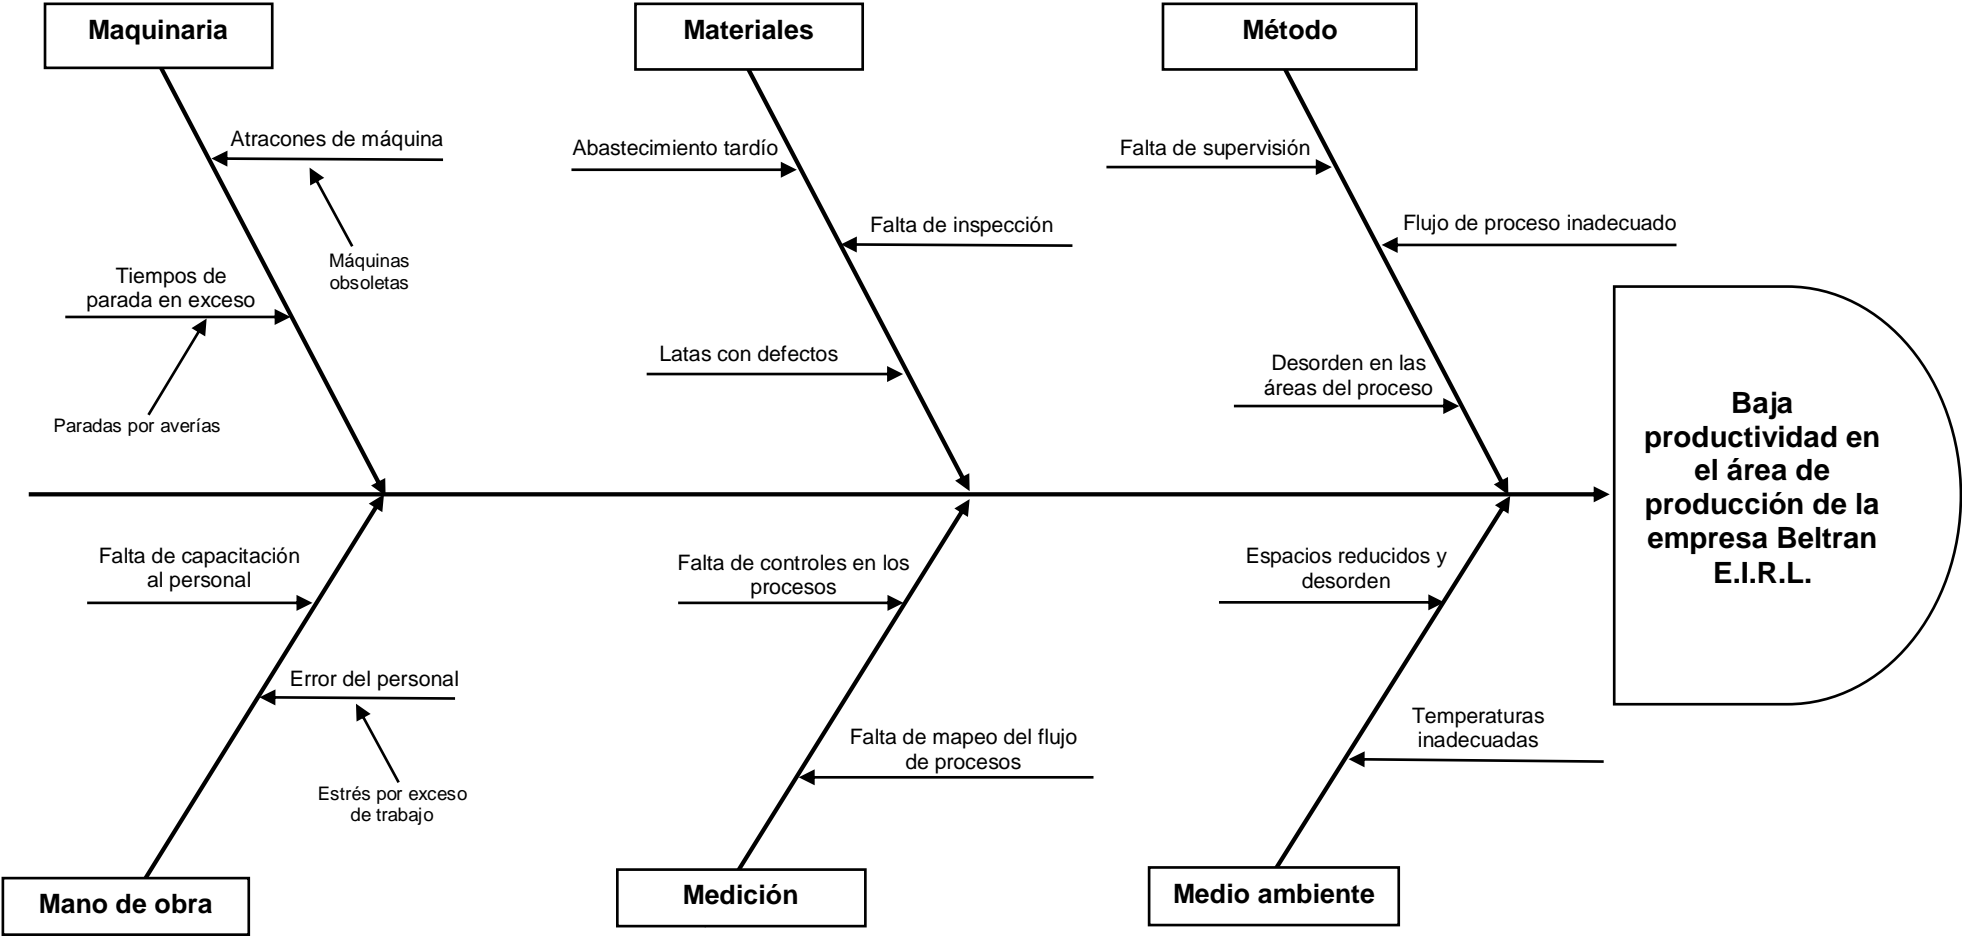 Maquinaria
Materiales
Método
Atracones de máquina
Máquinas
obsoletas
Tiempos de
parada en exceso
Paradas por averías
Abastecimiento tardío
Falta de inspección
Latas con defectos
Falta de supervisión
Flujo de proceso inadecuado
Desorden en las
áreas del proceso
Baja
productividad en
el área de
producción de la
empresa Beltran
E.I.R.L.
Falta de capacitación
al personal
Error del personal
Estrés por exceso
de trabajo
Falta de controles en los
procesos
Falta de mapeo del flujo
de procesos
Espacios reducidos y
desorden
Temperaturas
inadecuadas
Mano de obra
Medición
Medio ambiente